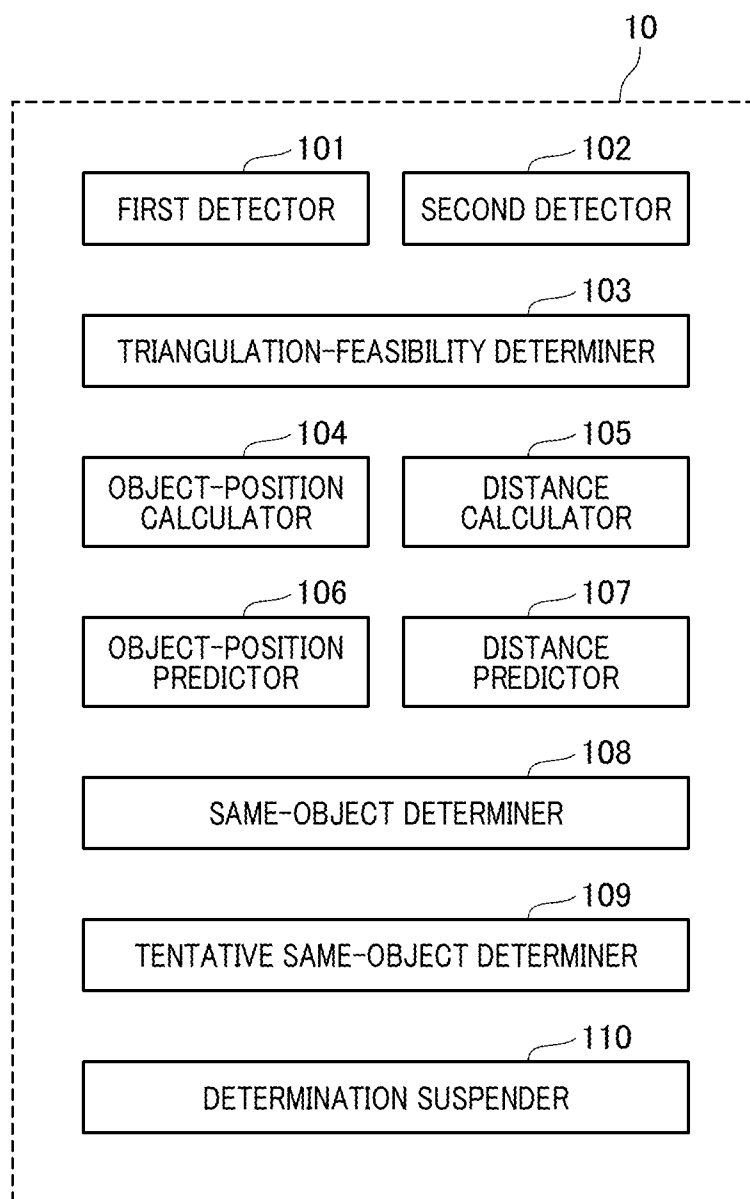 10
101
102
FIRST DETECTOR
SECOND DETECTOR
103
TRIANGULATION-FEASIBILITY DETERMINER
104
105
OBJECT-POSITION
CALCULATOR
DISTANCE
CALCULATOR
106
107
OBJECT-POSITION
PREDICTOR
DISTANCE
PREDICTOR
108
SAME-OBJECT DETERMINER
109
TENTATIVE SAME-OBJECT DETERMINER
110
DETERMINATION SUSPENDER